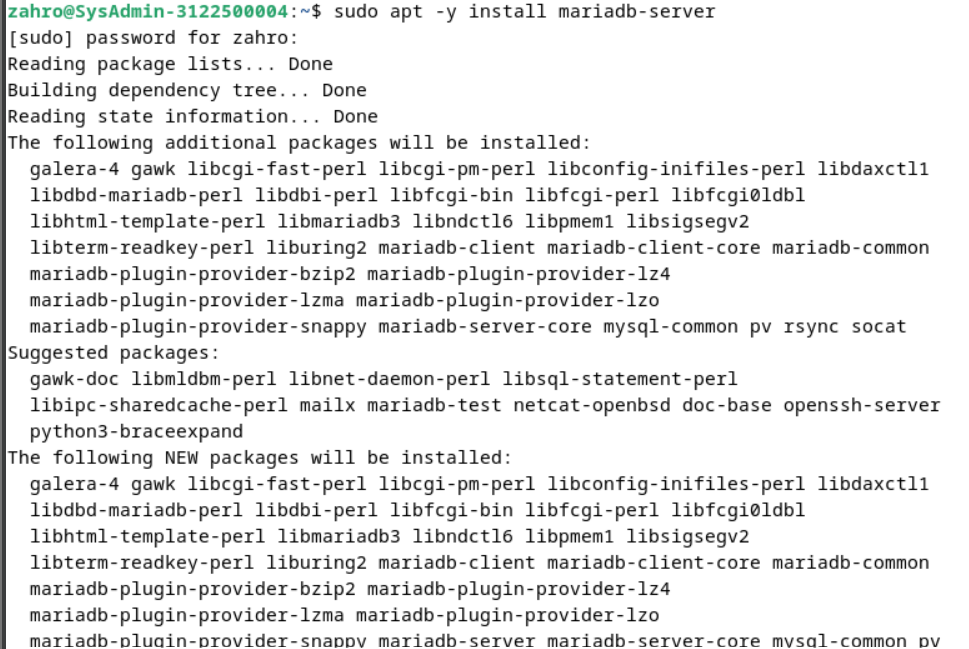 zahro@SysAdmin-3122500004:~$ sudo apt -y install mariadb-server
[sudo] password for zahro:
Reading package lists... Done
Building dependency tree... Done
Reading state information... Done
The following additional packages will be installed:
  galera-4 gawk libcgi-fast-perl libcgi-pm-perl libconfig-inifiles-perl libdaxctl1
  libdbd-mariadb-perl libdbi-perl libfcgi-bin libfcgi-perl libfcgi0ldbl
  libhtml-template-perl libmariadb3 libndctl6 libpmem1 libsigsegv2
  libterm-readkey-perl liburing2 mariadb-client mariadb-client-core mariadb-common
  mariadb-plugin-provider-bzip2 mariadb-plugin-provider-lz4
  mariadb-plugin-provider-lzma mariadb-plugin-provider-lzo
  mariadb-plugin-provider-snappy mariadb-server-core mysql-common pv rsync socat
Suggested packages:
  gawk-doc libmldbm-perl libnet-daemon-perl libsql-statement-perl
  libipc-sharedcache-perl mailx mariadb-test netcat-openbsd doc-base openssh-server
  python3-braceexpand
The following NEW packages will be installed:
  galera-4 gawk libcgi-fast-perl libcgi-pm-perl libconfig-inifiles-perl libdaxctl1
  libdbd-mariadb-perl libdbi-perl libfcgi-bin libfcgi-perl libfcgi0ldbl
  libhtml-template-perl libmariadb3 libndctl6 libpmem1 libsigsegv2
  libterm-readkey-perl liburing2 mariadb-client mariadb-client-core mariadb-common
  mariadb-plugin-provider-bzip2 mariadb-plugin-provider-lz4
  mariadb-plugin-provider-lzma mariadb-plugin-provider-lzo
  mariadb-plugin-provider-snappy mariadb-server mariadb-server-core mysql-common pv